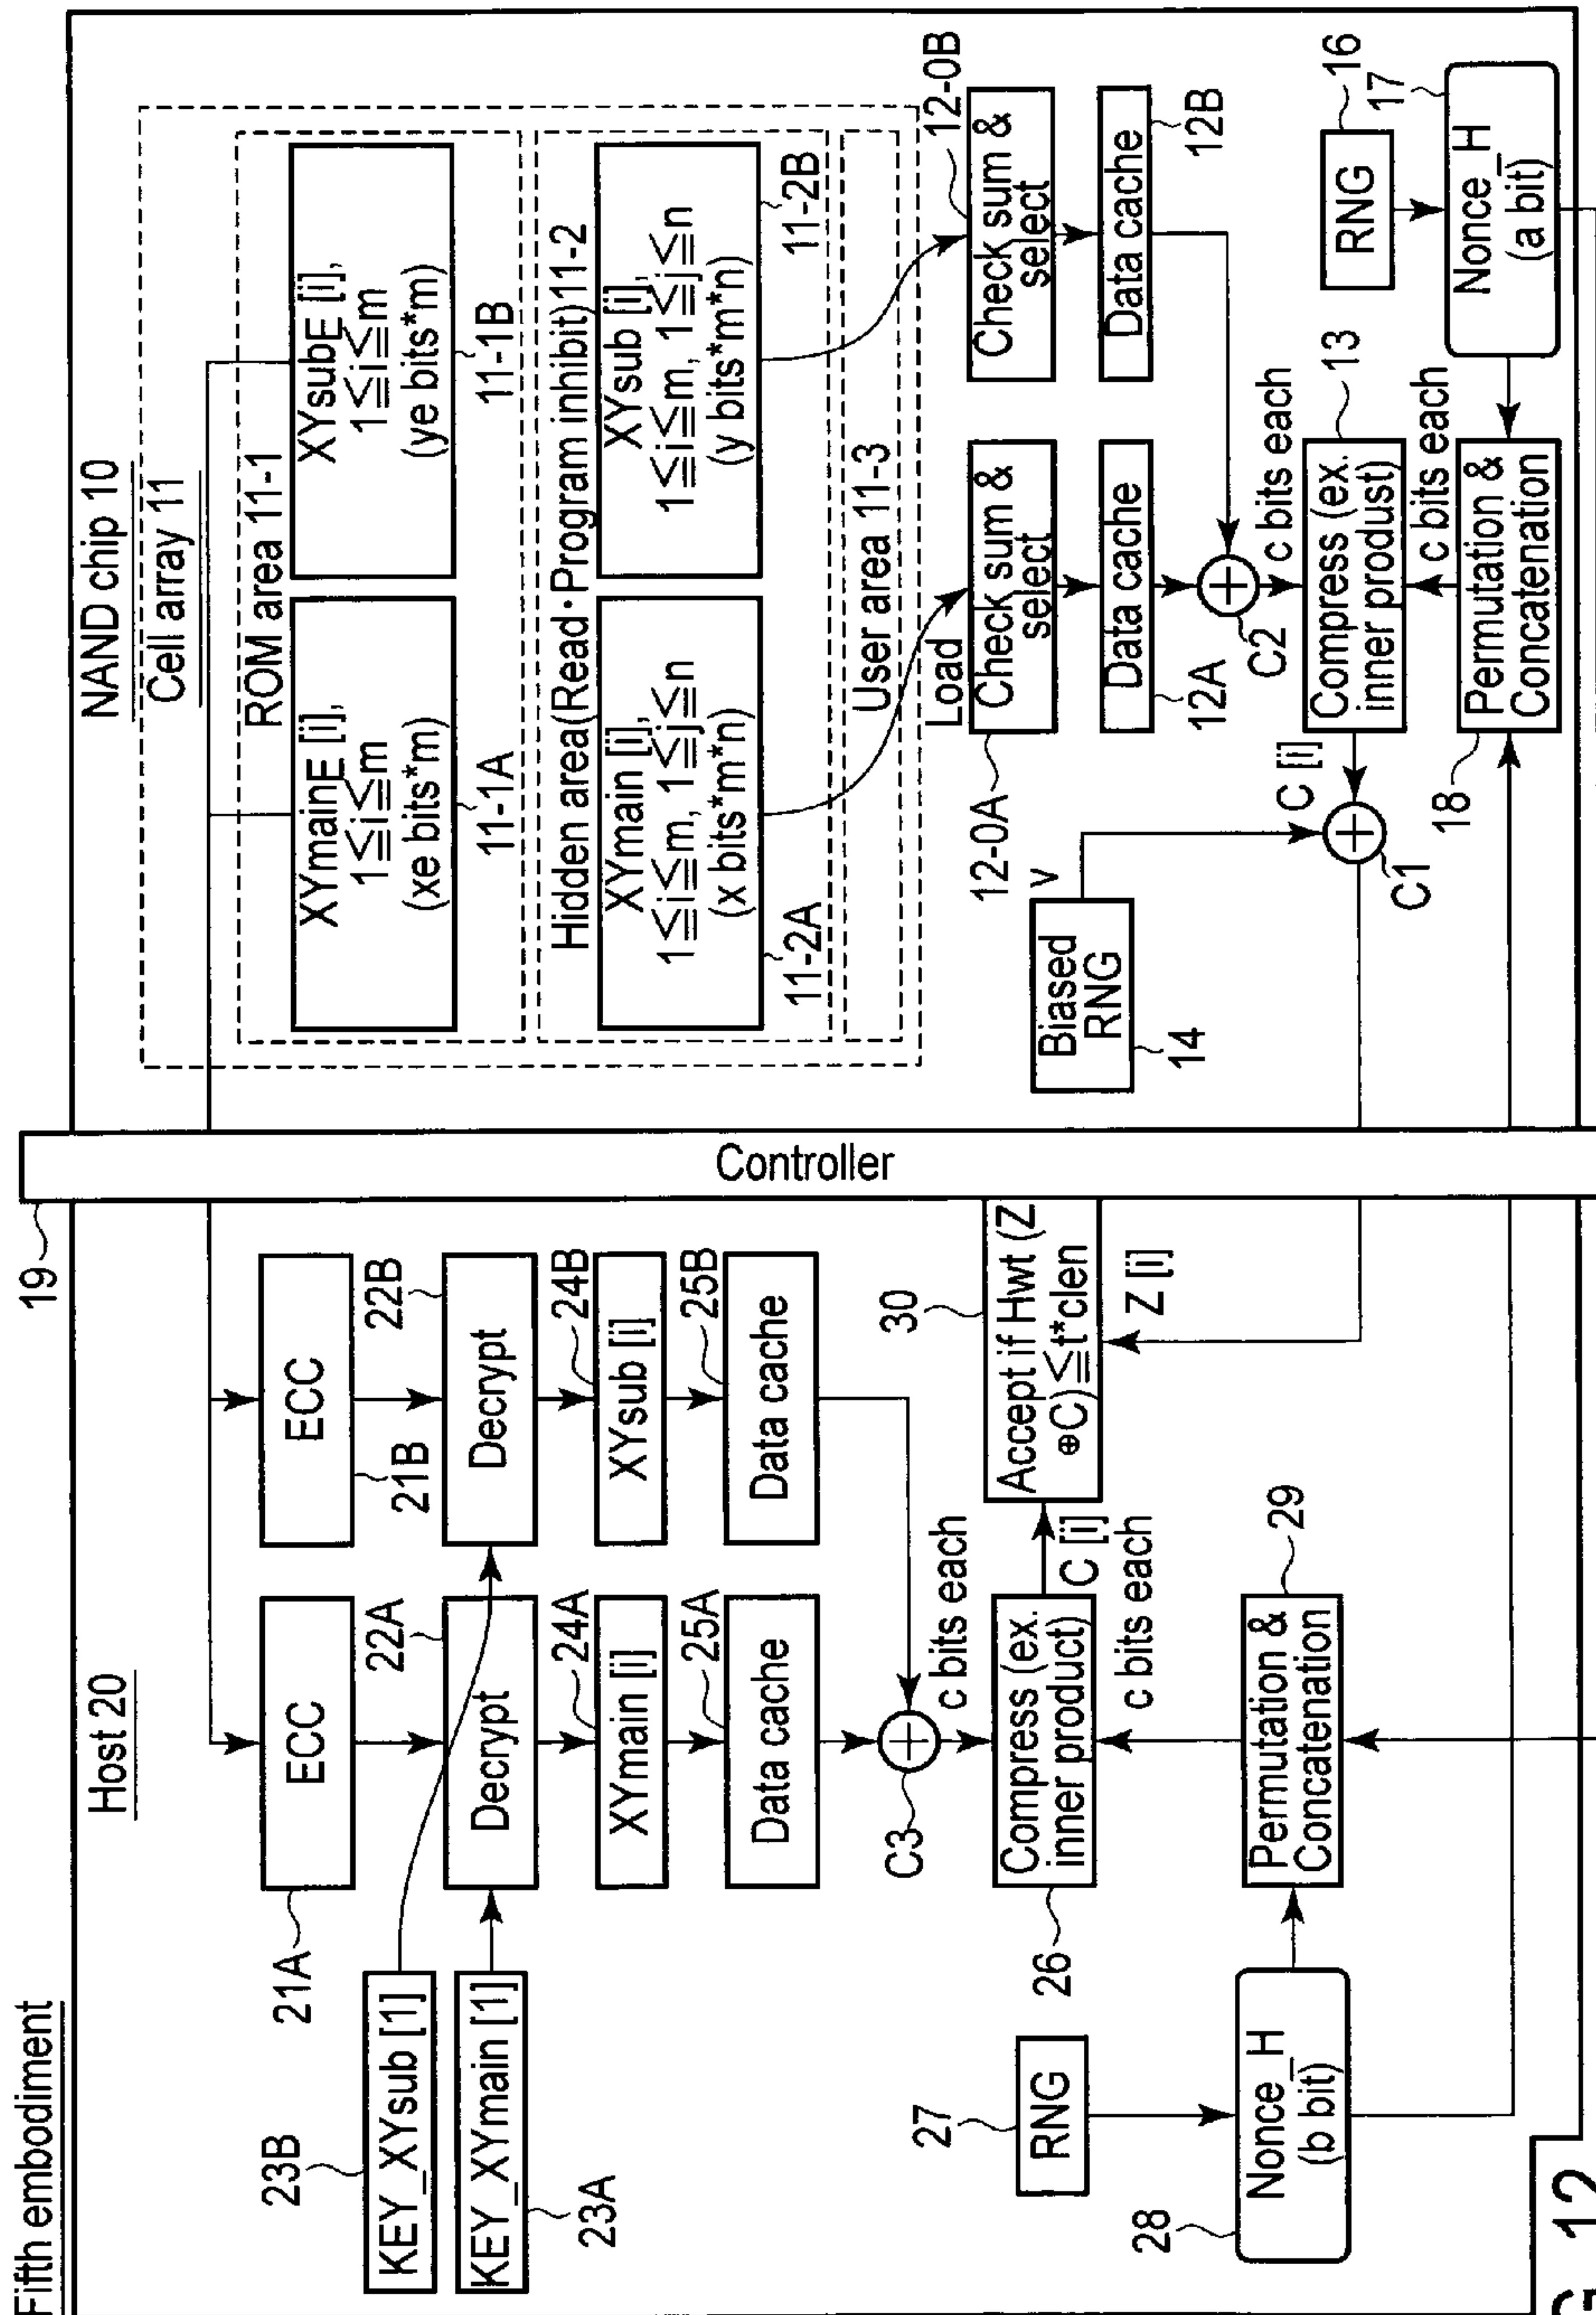 Fifth embodiment
Host 20
19
Controller
21A
ECC
21B
ECC
22A
Decrypt
22B
Decrypt
23B
KEY_XYsub [1]
KEY_XYmain [1]
23A
24A
XYmain [i]
24B
XYsub [i]
25A
Data cache
25B
Data cache
C3
c bits each
26
Compress (ex.
inner product)
C [i]
c bits each
30
Accept if Hwt (Z
⊕C)≦t*clen
Z [i]
27
RNG
28
Nonce_H
(b bit)
29
Permutation &
Concatenation
NAND chip 10
Cell array 11
ROM area 11-1
XYmainE [i],
1≦i≦m
(xe bits*m)
11-1A
XYsubE [i],
1≦i≦m
(ye bits*m)
11-1B
Hidden area(Read•Program inhibit)11-2
XYmain [i],
1≦i≦m, 1≦j≦n
(x bits*m*n)
11-2A
XYsub [i],
1≦i≦m, 1≦j≦n
(y bits*m*n)
11-2B
User area 11-3
Load
12-0A
Check sum &
select
12-0B
Check sum &
select
12A
Data cache
12B
Data cache
C2
c bits each
Biased
RNG
14
v
C1
C [i]
13
Compress (ex.
inner produst)
c bits each
18
Permutation &
Concatenation
16
RNG
17
Nonce_H
(a bit)
G. 12